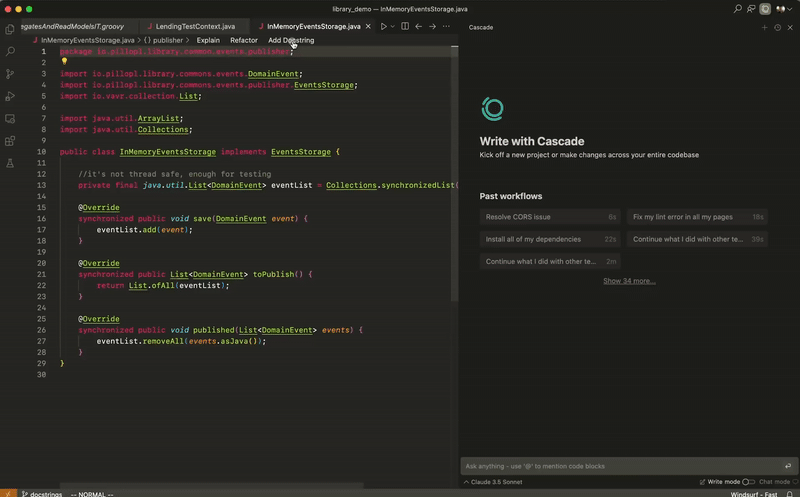 library_demo — InMemoryEventsStorage.java
egatesAndReadModelsIT.groovy
LendingTestContext.java
InMemoryEventsStorage.java
InMemoryEventsStorage.java > {} publisher >
Explain
Refactor
Add Docstring
1 package io.pillopl.library.common.events.publisher;
2
3 import io.pillopl.library.commons.events.DomainEvent;
4 import io.pillopl.library.commons.events.publisher.EventsStorage;
5 import io.vavr.collection.List;
6
7 import java.util.ArrayList;
8 import java.util.Collections;
9
10 public class InMemoryEventsStorage implements EventsStorage {
11
12 //it's not thread safe, enough for testing
13 private final java.util.List<DomainEvent> eventList = Collections.synchronizedList(
14
15 @Override
16 synchronized public void save(DomainEvent event) {
17 eventList.add(event);
18 }
19
20 @Override
21 synchronized public List<DomainEvent> toPublish() {
22 return List.ofAll(eventList);
23 }
24
25 @Override
26 synchronized public void published(List<DomainEvent> events) {
27 eventList.removeAll(events.asJava());
28 }
29 }
30
docstrings
-- NORMAL --
Cascade
Write with Cascade
Kick off a new project or make changes across your entire codebase
Past workflows
Resolve CORS issue 6s
Fix my lint error in all my pages 18s
Install all of my dependencies 22s
Continue what I did with other te... 39s
Continue what I did with other te... 2m
Show 34 more...
Ask anything - use '@' to mention code blocks
Claude 3.5 Sonnet
Write mode
Chat mode
Windsurf - Fast